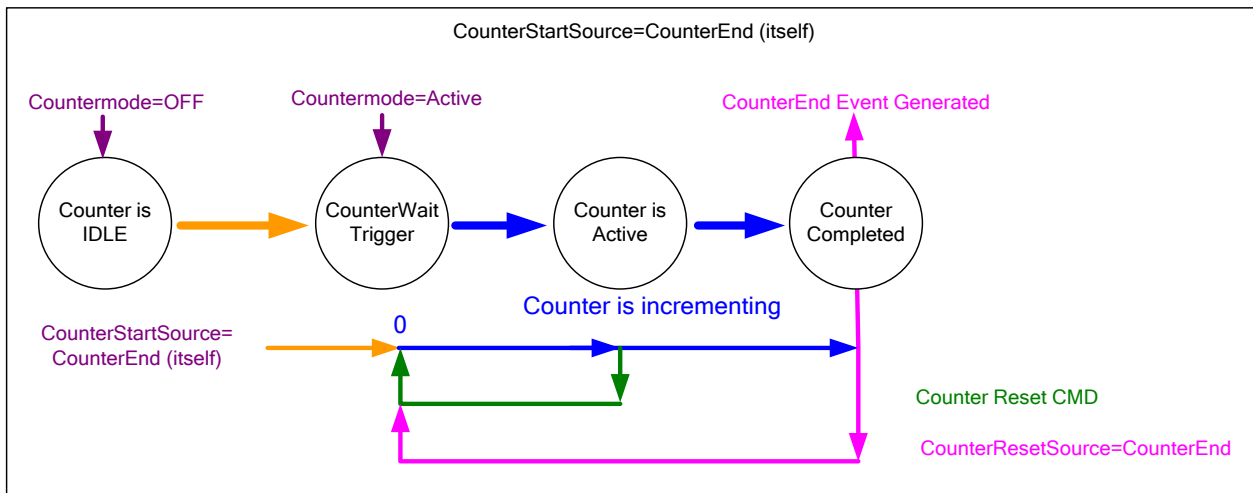 CounterStartSource=CounterEnd (itself)
Countermode=OFF
Countermode=Active
CounterEnd Event Generated
Counter is
IDLE
CounterWait
Trigger
Counter is
Active
Counter
Completed
Counter is incrementing
CounterStartSource=
CounterEnd (itself)
0
Counter Reset CMD
CounterResetSource=CounterEnd